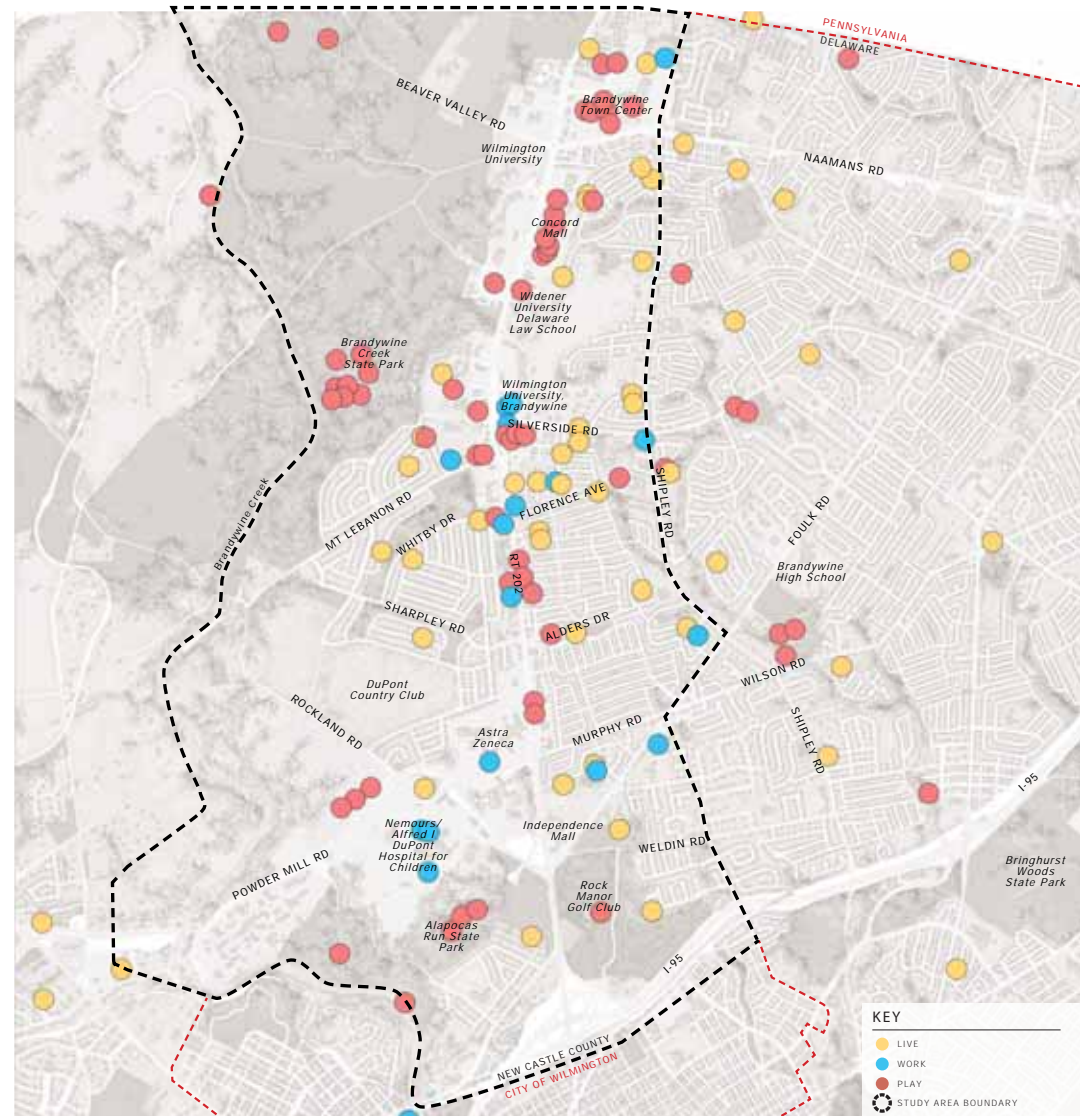 PENNSYLVANIA
DELAWARE
BEAVER VALLEY RD
Brandywine
Town Center
Wilmington
University
NAAMANS RD
Concord
Mall
Widener
University
Delaware
Law School
Brandywine
Creek
State Park
Wilmington
University,
Brandywine
SILVERSIDE RD
SHIPLEY RD
FLORENCE AVE
MT LEBANON RD
WHITBY DR
Brandywine Creek
FOULK RD
RT 202
Brandywine
High School
SHARPLEY RD
ALDERS DR
WILSON RD
DuPont
Country Club
ROCKLAND RD
Astra
Zeneca
MURPHY RD
SHIPLEY RD
I-95
Nemours/
Alfred I
DuPont
Hospital for
Children
Independence
Mall
WELDIN RD
POWDER MILL RD
Bringhurst
Woods
State Park
Rock
Manor
Golf Club
Alapocas
Run State
Park
I-95
NEW CASTLE COUNTY
CITY OF WILMINGTON
KEY
LIVE
WORK
PLAY
STUDY AREA BOUNDARY